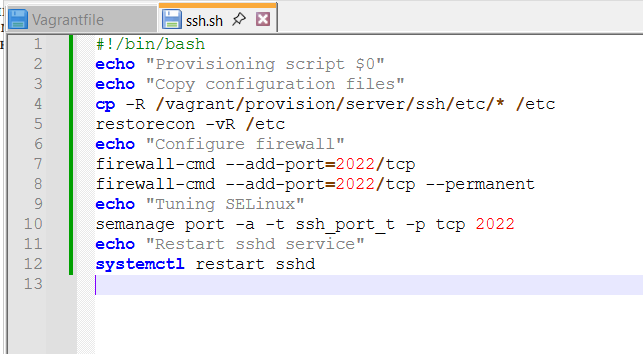 Vagrantfile ssh.sh
1 #!/bin/bash
2 echo "Provisioning script $0"
3 echo "Copy configuration files"
4 cp -R /vagrant/provision/server/ssh/etc/* /etc
5 restorecon -vR /etc
6 echo "Configure firewall"
7 firewall-cmd --add-port=2022/tcp
8 firewall-cmd --add-port=2022/tcp --permanent
9 echo "Tuning SELinux"
10 semanage port -a -t ssh_port_t -p tcp 2022
11 echo "Restart sshd service"
12 systemctl restart sshd
13